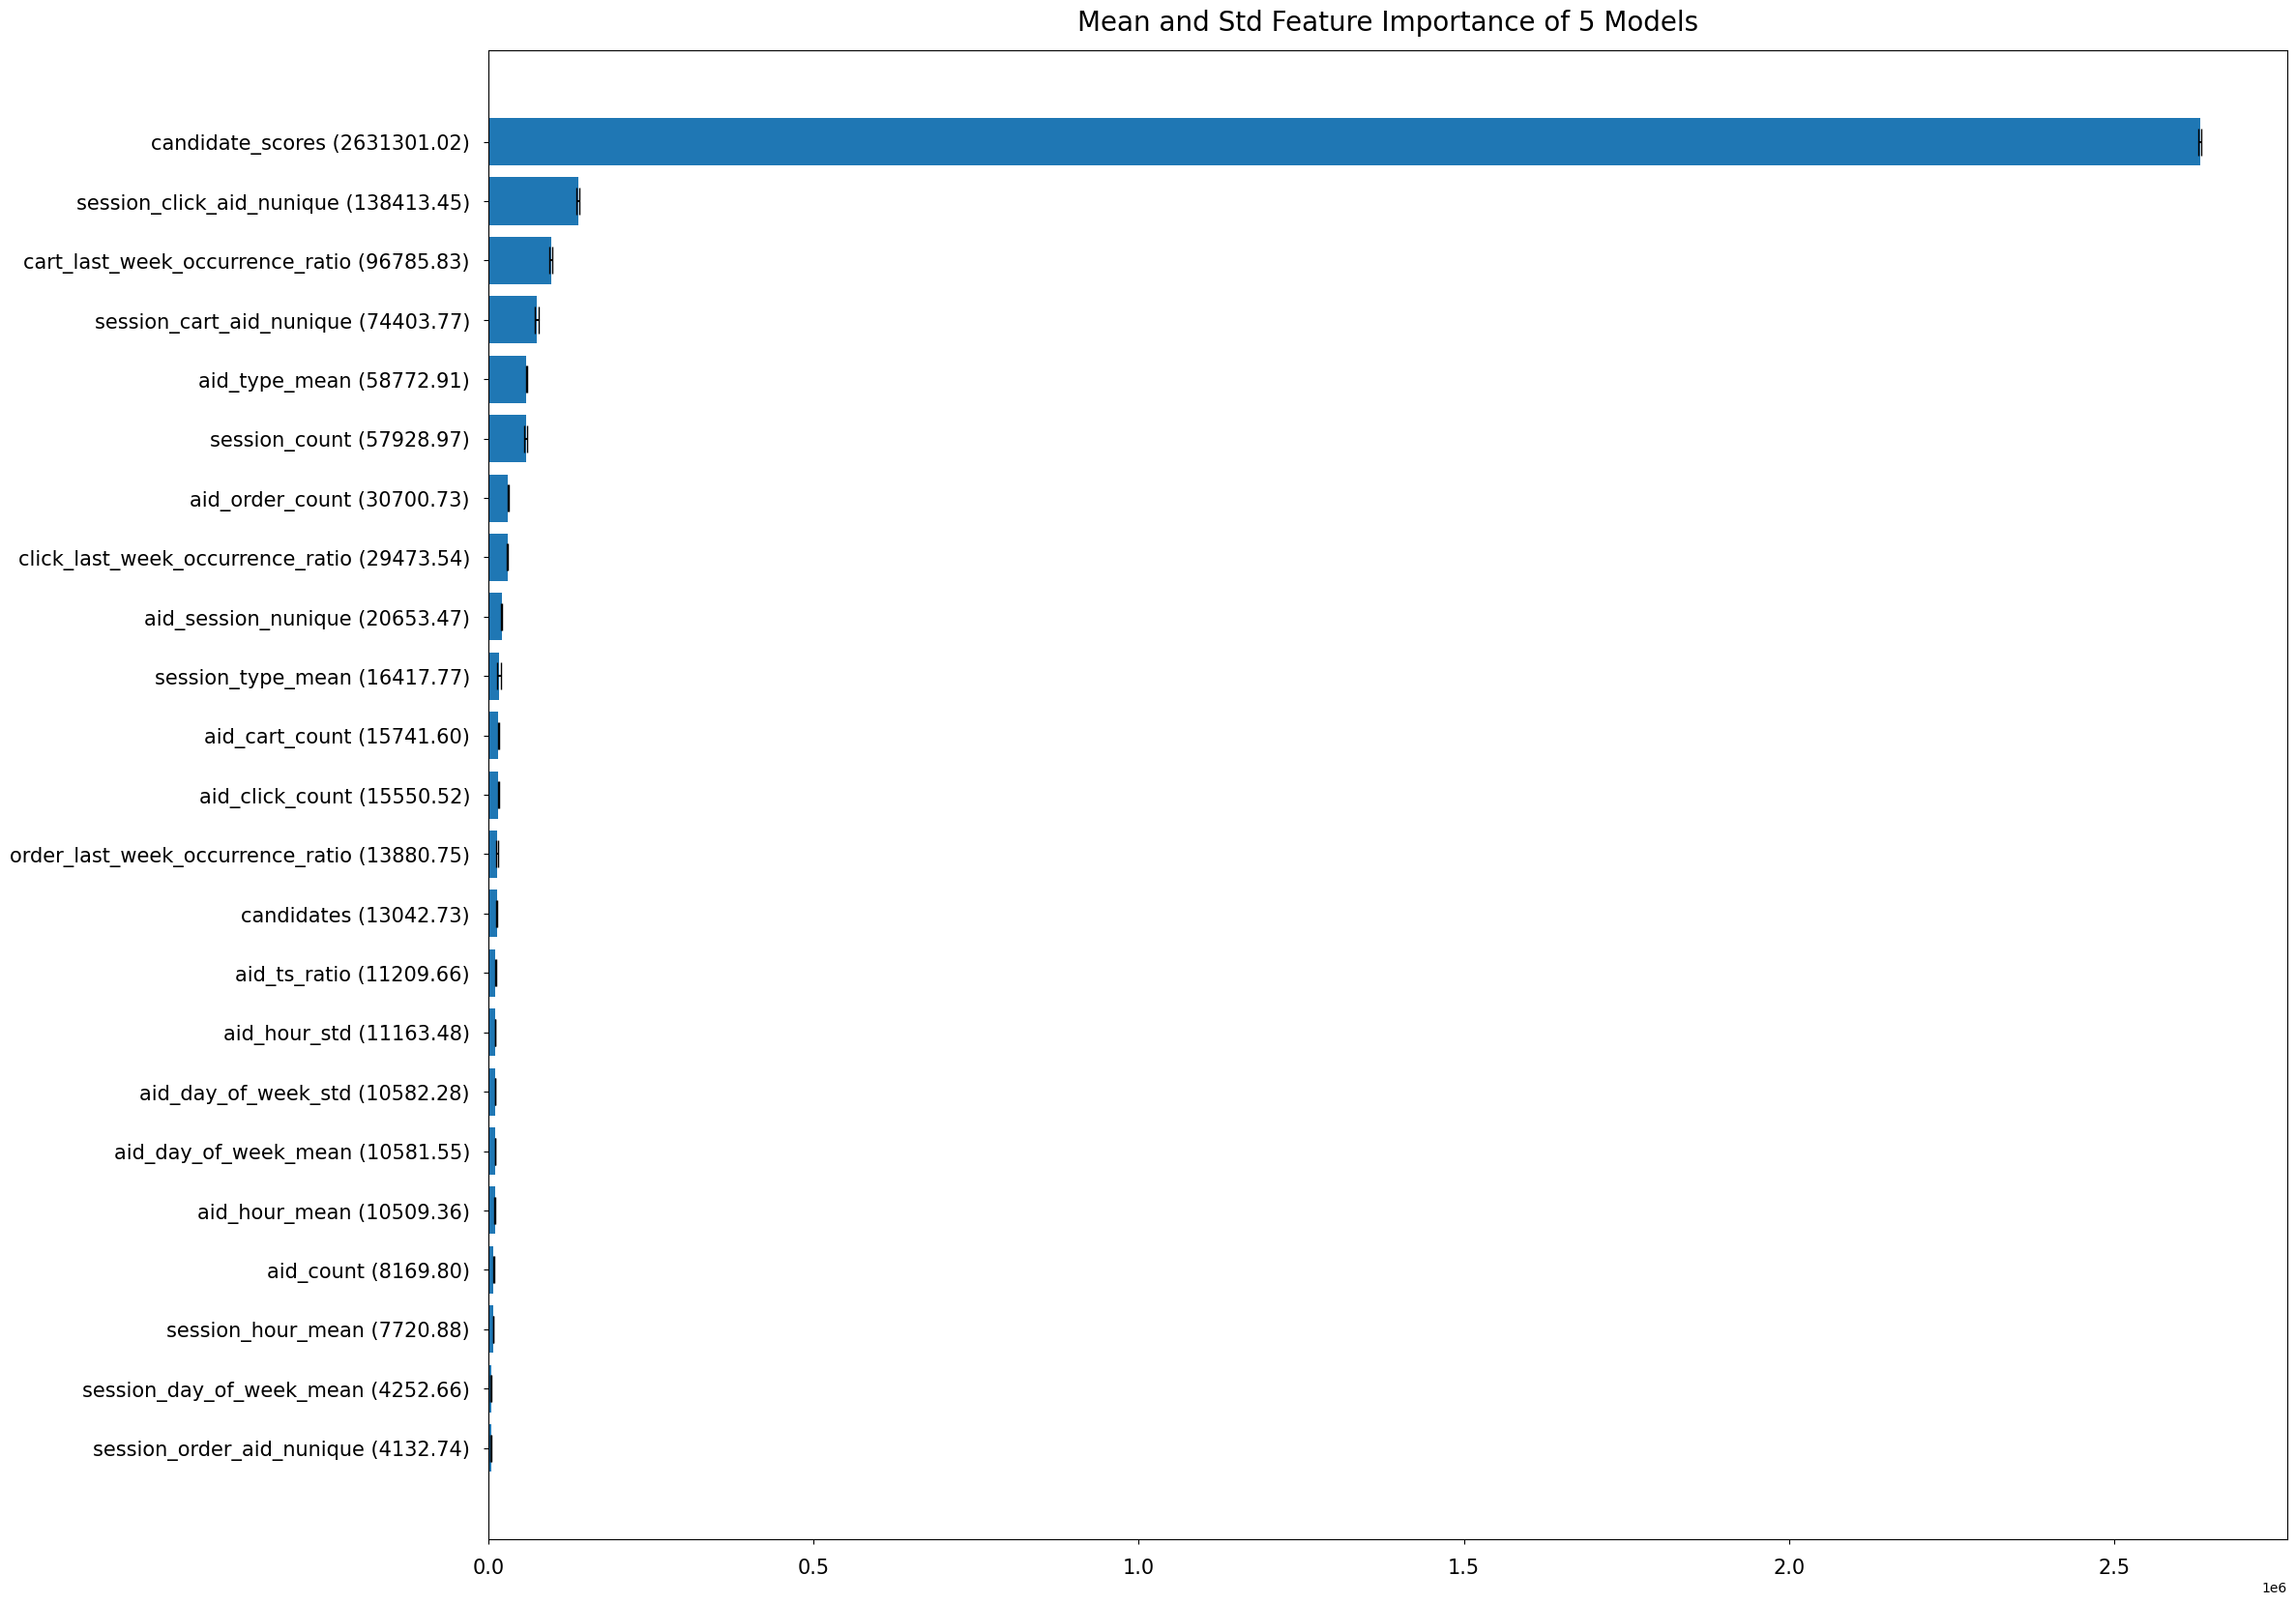 Mean and Std Feature Importance of 5 Models
candidate_scores (2631301.02)
session_click_aid_nunique (138413.45)
cart_last_week_occurrence_ratio (96785.83)
session_cart_aid_nunique (74403.77)
aid_type_mean (58772.91)
session_count (57928.97)
aid_order_count (30700.73)
click_last_week_occurrence_ratio (29473.54)
aid_session_nunique (20653.47)
session_type_mean (16417.77)
aid_cart_count (15741.60)
aid_click_count (15550.52)
order_last_week_occurrence_ratio (13880.75)
candidates (13042.73)
aid_ts_ratio (11209.66)
aid_hour_std (11163.48)
aid_day_of_week_std (10582.28)
aid_day_of_week_mean (10581.55)
aid_hour_mean (10509.36)
aid_count (8169.80)
session_hour_mean (7720.88)
session_day_of_week_mean (4252.66)
session_order_aid_nunique (4132.74)
0.0 0.5 1.0 1.5 2.0 2.5
1e6